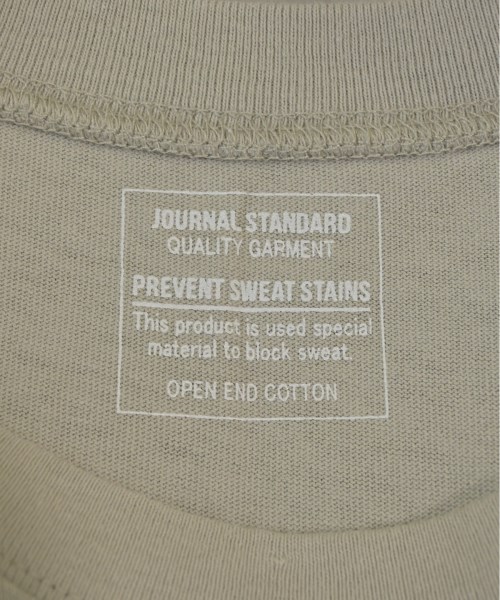 JOURNAL STANDARD
QUALITY GARMENT
PREVENT SWEAT STAINS
This product is used special
material to block sweat.
OPEN END COTTON